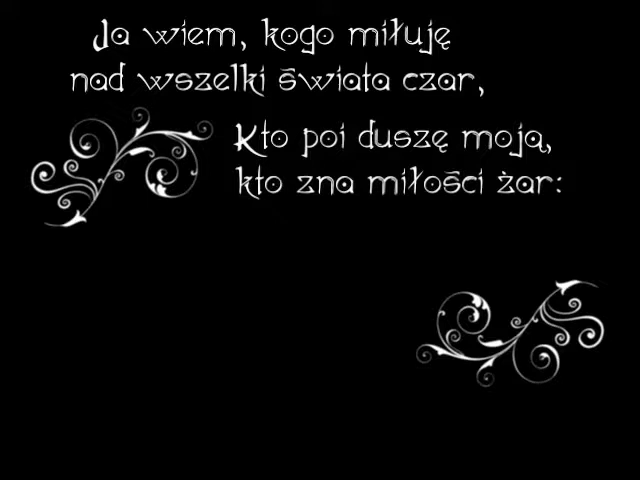 Ja wiem, kogo miłuję
nad wszelki świata czar,
Kto poi duszę moją,
kto zna miłości żar: